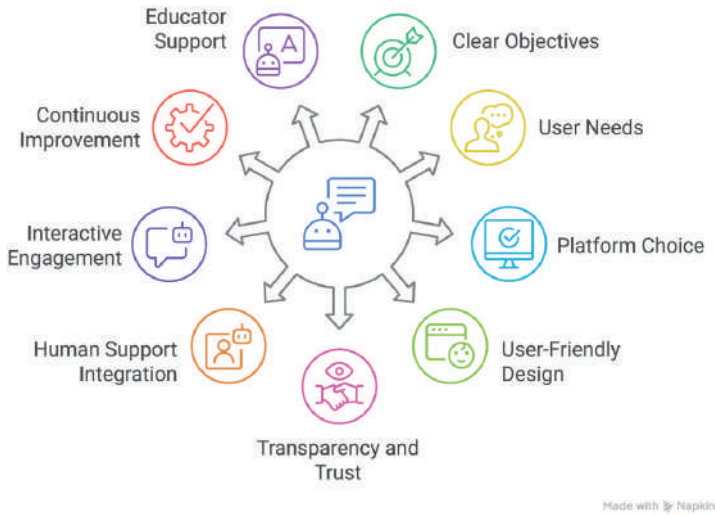 Educator
Support
A
Clear Objectives
Continuous
Improvement
User Needs
Interactive
Engagement
Platform Choice
Human Support
Integration
User-Friendly
Design
Transparency and
Trust
Made with Napkin